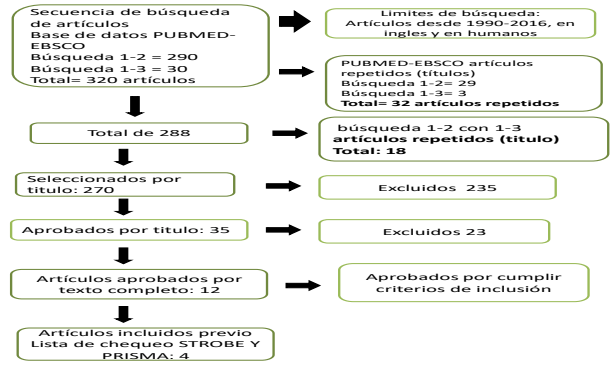 Secuencia de búsqueda
de artículos
Base de datos PUBMED-
EBSCO
Búsqueda 1-2 = 290
Búsqueda 1-3 = 30
Total= 320 artículos
Limites de búsqueda:
Artículos desde 1990-2016, en
ingles y en humanos
PUBMED-EBSCO artículos
repetidos (títulos)
Búsqueda 1-2= 29
Búsqueda 1-3= 3
Total= 32 artículos repetidos
Total de 288
búsqueda 1-2 con 1-3
artículos repetidos (titulo)
Total: 18
Seleccionados por
titulo: 270
Excluidos 235
Aprobados por titulo: 35
Excluidos 23
Artículos aprobados por
texto completo: 12
Aprobados por cumplir
criterios de inclusión
Artículos incluidos previo
Lista de chequeo STROBE Y
PRISMA: 4